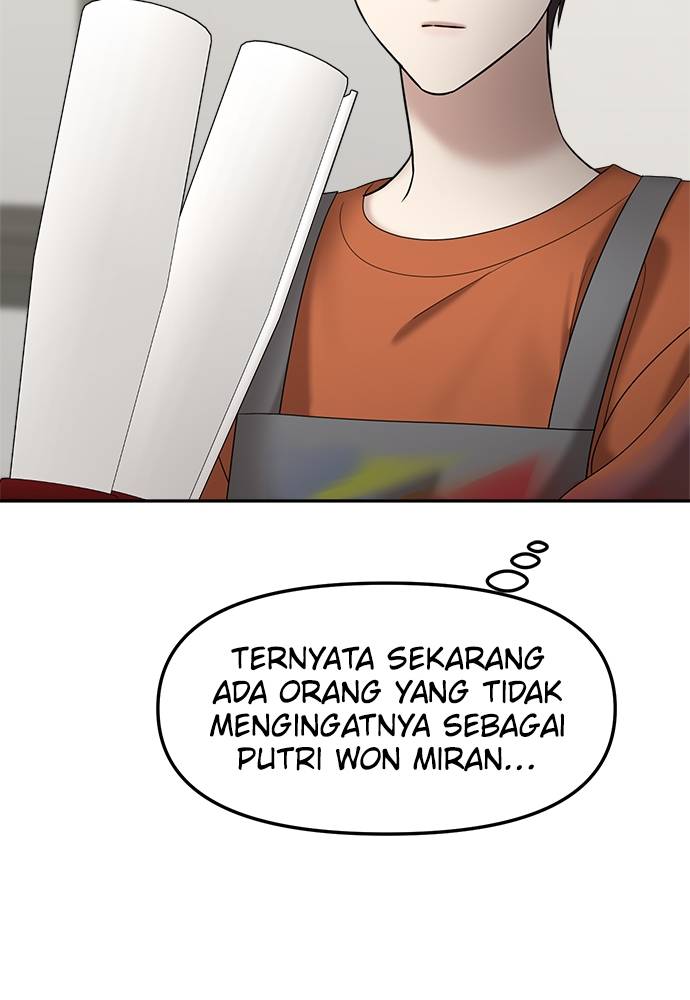 TERNYATA SEKARANG
ADA ORANG YANG TIDAK
MENGINGATNYA SEBAGAI
PUTRI WON MIRAN...